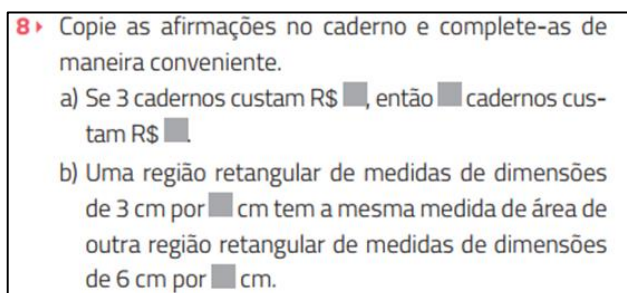 8▸ Copie as afirmações no caderno e complete-as de
maneira conveniente.
a) Se 3 cadernos custam R$ ■, então ■ cadernos cus-
tam R$ ■.
b) Uma região retangular de medidas de dimensões
de 3 cm por ■ cm tem a mesma medida de área de
outra região retangular de medidas de dimensões
de 6 cm por ■ cm.